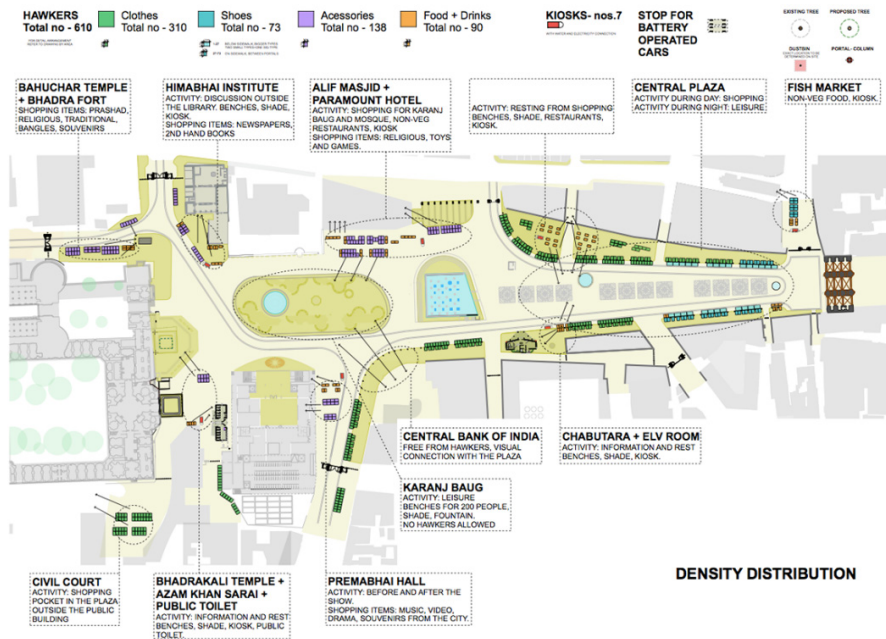 HAWKERS
Total no - 610
Clothes
Total no - 310
Shoes
Total no - 73
Acessories
Total no - 138
Food + Drinks
Total no - 90
KIOSKS- nos.7
WITH WATER AND ELECTRICITY CONNECTION
STOP FOR
BATTERY
OPERATED
CARS
EXISTING TREE
PROPOSED TREE
DUSTBIN
PORTAL- COLUMN
BAHUCHAR TEMPLE
+ BHADRA FORT
SHOPPING ITEMS: PRASHAD,
RELIGIOUS, TRADITIONAL,
BANGLES, SOUVENIRS
HIMABHAI INSTITUTE
ACTIVITY: DISCUSSION OUTSIDE
THE LIBRARY. BENCHES, SHADE,
KIOSK.
SHOPPING ITEMS: NEWSPAPERS,
2ND HAND BOOKS
ALIF MASJID +
PARAMOUNT HOTEL
ACTIVITY: SHOPPING FOR KARANJ
BAUG AND MOSQUE, NON-VEG
RESTAURANTS, KIOSK
SHOPPING ITEMS: RELIGIOUS, TOYS
AND GAMES.
ACTIVITY: RESTING FROM SHOPPING
BENCHES, SHADE, RESTAURANTS,
KIOSK.
CENTRAL PLAZA
ACTIVITY DURING DAY: SHOPPING
ACTIVITY DURING NIGHT: LEISURE
FISH MARKET
NON-VEG FOOD, KIOSK.
CENTRAL BANK OF INDIA
FREE FROM HAWKERS, VISUAL
CONNECTION WITH THE PLAZA
CHABUTARA + ELV ROOM
ACTIVITY: INFORMATION AND REST
BENCHES, SHADE, KIOSK.
KARANJ BAUG
ACTIVITY: LEISURE
BENCHES FOR 200 PEOPLE,
SHADE, FOUNTAIN.
NO HAWKERS ALLOWED
CIVIL COURT
ACTIVITY: SHOPPING
POCKET IN THE PLAZA
OUTSIDE THE PUBLIC
BUILDING
BHADRAKALI TEMPLE +
AZAM KHAN SARAI +
PUBLIC TOILET
ACTIVITY: INFORMATION AND REST
BENCHES, SHADE, KIOSK, PUBLIC
TOILET.
PREMABHAI HALL
ACTIVITY: BEFORE AND AFTER THE
SHOW.
SHOPPING ITEMS: MUSIC, VIDEO,
DRAMA, SOUVENIRS FROM THE CITY.
DENSITY DISTRIBUTION